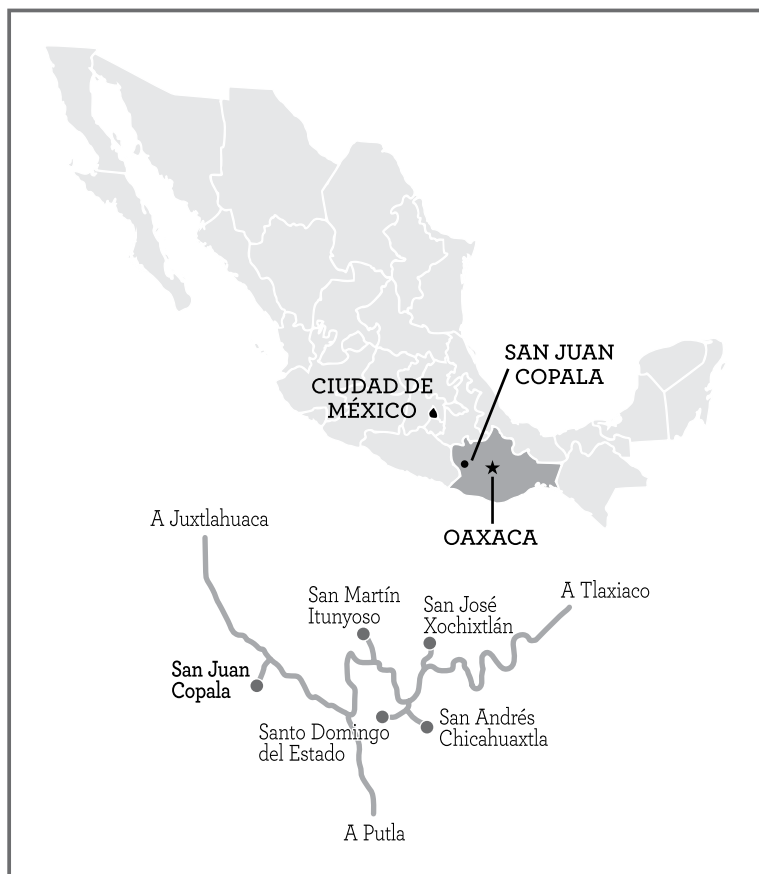 SAN JUAN
COPALA
CIUDAD DE
MÉXICO
OAXACA
A Juxtlahuaca
San Martín
Itunyoso
San José
Xochixtlán
A Tlaxiaco
San Juan
Copala
Santo Domingo
del Estado
San Andrés
Chicahuaxtla
A Putla